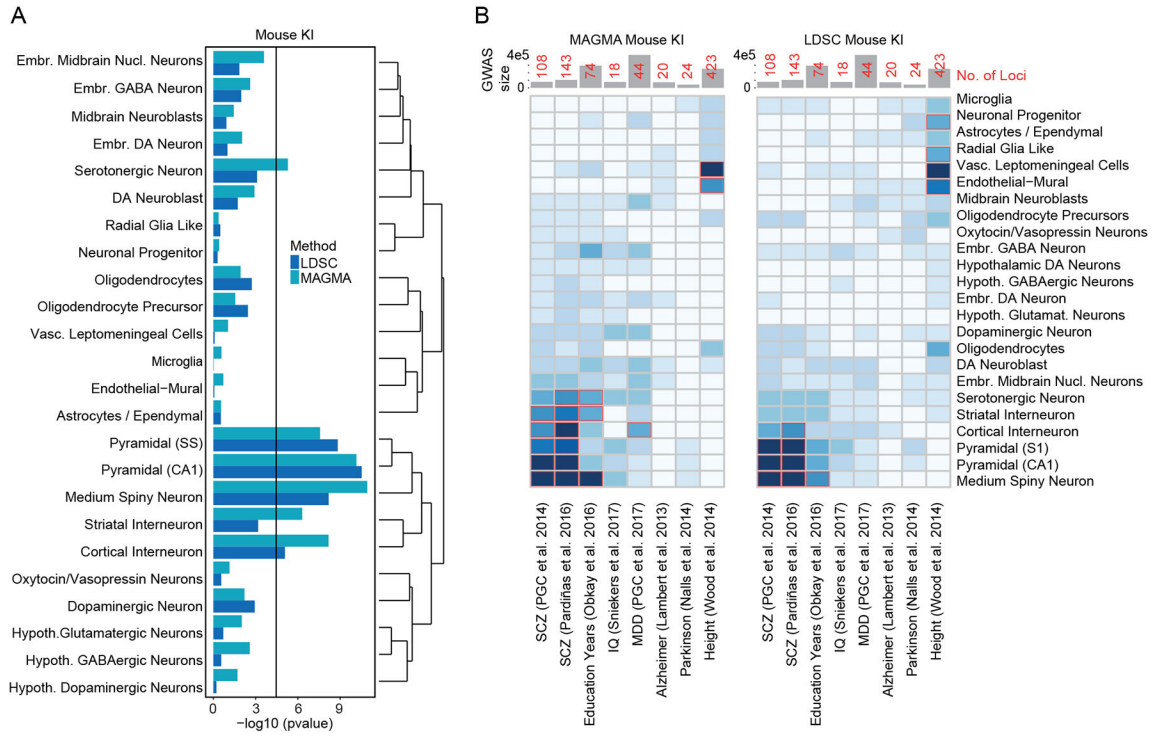 A
Mouse KI
Embr. Midbrain Nucl. Neurons
Embr. GABA Neuron
Midbrain Neuroblasts
Embr. DA Neuron
Serotonergic Neuron
DA Neuroblast
Radial Glia Like
Neuronal Progenitor
Oligodendrocytes
Oligodendrocyte Precursor
Vasc. Leptomeningeal Cells
Microglia
Endothelial-Mural
Astrocytes / Ependymal
Pyramidal (SS)
Pyramidal (CA1)
Medium Spiny Neuron
Striatal Interneuron
Cortical Interneuron
Oxytocin/Vasopressin Neurons
Dopaminergic Neuron
Hypoth.Glutamatergic Neurons
Hypoth. GABAergic Neurons
Hypoth. Dopaminergic Neurons
Method
LDSC
MAGMA
0 3 6 9
−log10 (pvalue)
B
MAGMA Mouse KI
GWAS
size
4e5
0
108 143 74 18 44 20 24 423
LDSC Mouse KI
4e5
0
108 143 74 18 44 20 24 423
No. of Loci
Microglia
Neuronal Progenitor
Astrocytes / Ependymal
Radial Glia Like
Vasc. Leptomeningeal Cells
Endothelial−Mural
Midbrain Neuroblasts
Oligodendrocyte Precursors
Oxytocin/Vasopressin Neurons
Embr. GABA Neuron
Hypothalamic DA Neurons
Hypoth. GABAergic Neurons
Embr. DA Neuron
Hypoth. Glutamat. Neurons
Dopaminergic Neuron
Oligodendrocytes
DA Neuroblast
Embr. Midbrain Nucl. Neurons
Serotonergic Neuron
Striatal Interneuron
Cortical Interneuron
Pyramidal (S1)
Pyramidal (CA1)
Medium Spiny Neuron
SCZ (PGC et al. 2014)
SCZ (Pardiñas et al. 2016)
Education Years (Obkay et al. 2016)
IQ (Sniekers et al. 2017)
MDD (PGC et al. 2017)
Alzheimer (Lambert et al. 2013)
Parkinson (Nalls et al. 2014)
Height (Wood et al. 2014)
SCZ (PGC et al. 2014)
SCZ (Pardiñas et al. 2016)
Education Years (Obkay et al. 2016)
IQ (Sniekers et al. 2017)
MDD (PGC et al. 2017)
Alzheimer (Lambert et al. 2013)
Parkinson (Nalls et al. 2014)
Height (Wood et al. 2014)